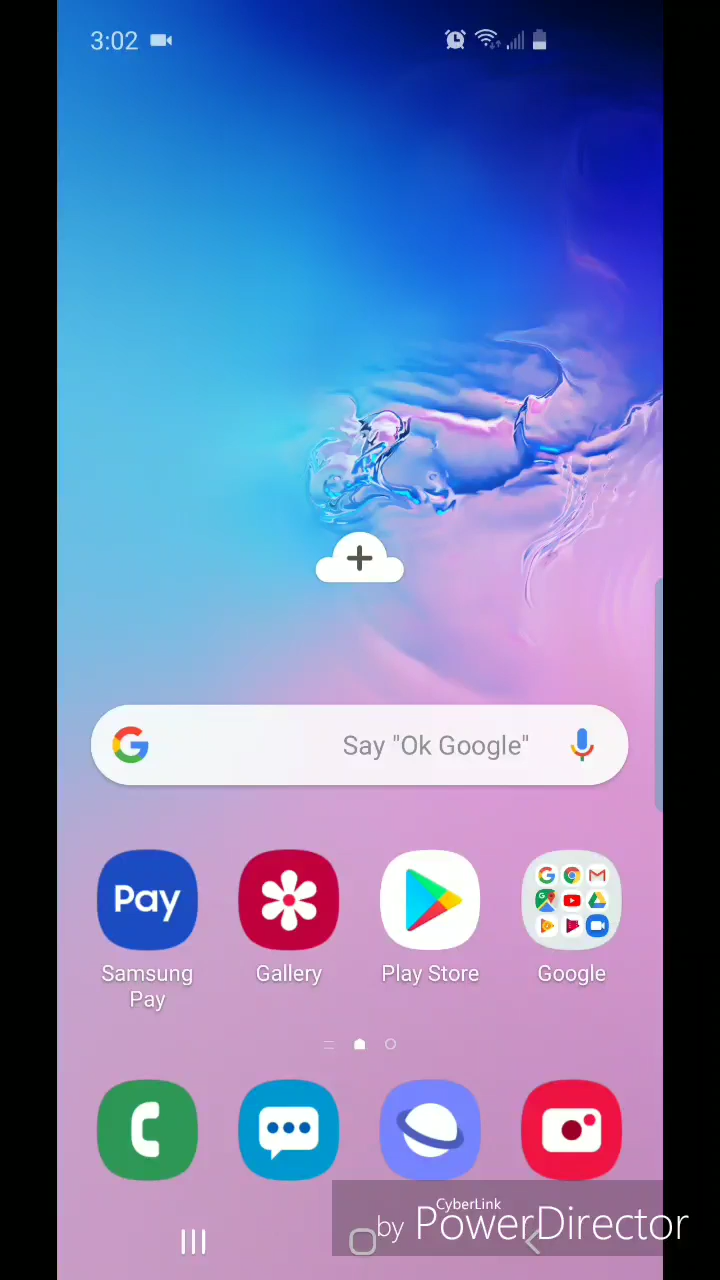 3:02
Say "Ok Google"
Pay
Samsung Pay
Gallery
Play Store
Google
CyberLink
by PowerDirector